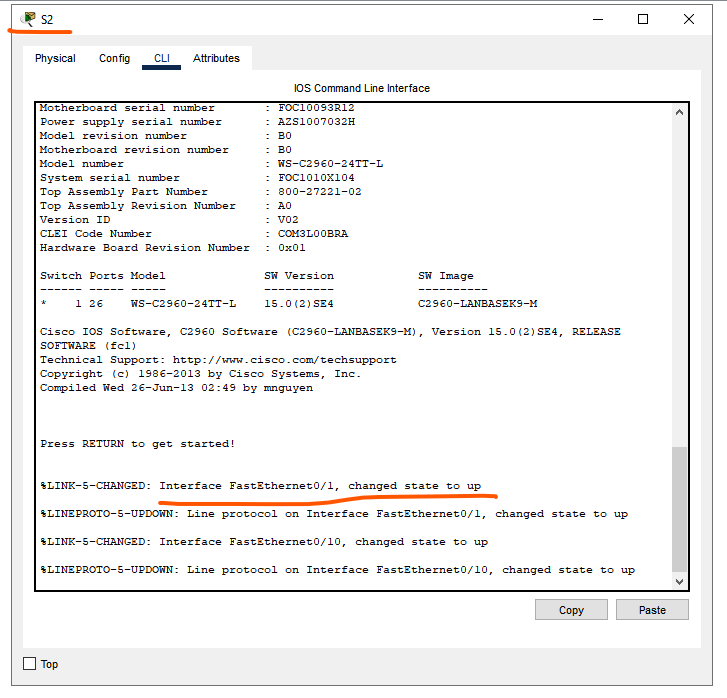 S2
Physical Config CLI Attributes
IOS Command Line Interface
Motherboard serial number : FOC10093R12
Power supply serial number : AZS1007032H
Model revision number : B0
Motherboard revision number : B0
Model number : WS-C2960-24TT-L
System serial number : FOC1010X104
Top Assembly Part Number : 800-27221-02
Top Assembly Revision Number : A0
Version ID : V02
CLEI Code Number : COM3L00BRA
Hardware Board Revision Number : 0x01
Switch Ports Model SW Version SW Image
------ ----- ----- ---------- ----------
* 1 26 WS-C2960-24TT-L 15.0(2)SE4 C2960-LANBASEK9-M
Cisco IOS Software, C2960 Software (C2960-LANBASEK9-M), Version 15.0(2)SE4, RELEASE
SOFTWARE (fc1)
Technical Support: http://www.cisco.com/techsupport
Copyright (c) 1986-2013 by Cisco Systems, Inc.
Compiled Wed 26-Jun-13 02:49 by mnguyen
Press RETURN to get started!
%LINK-5-CHANGED: Interface FastEthernet0/1, changed state to up
%LINEPROTO-5-UPDOWN: Line protocol on Interface FastEthernet0/1, changed state to up
%LINK-5-CHANGED: Interface FastEthernet0/10, changed state to up
%LINEPROTO-5-UPDOWN: Line protocol on Interface FastEthernet0/10, changed state to up
Copy Paste
Top